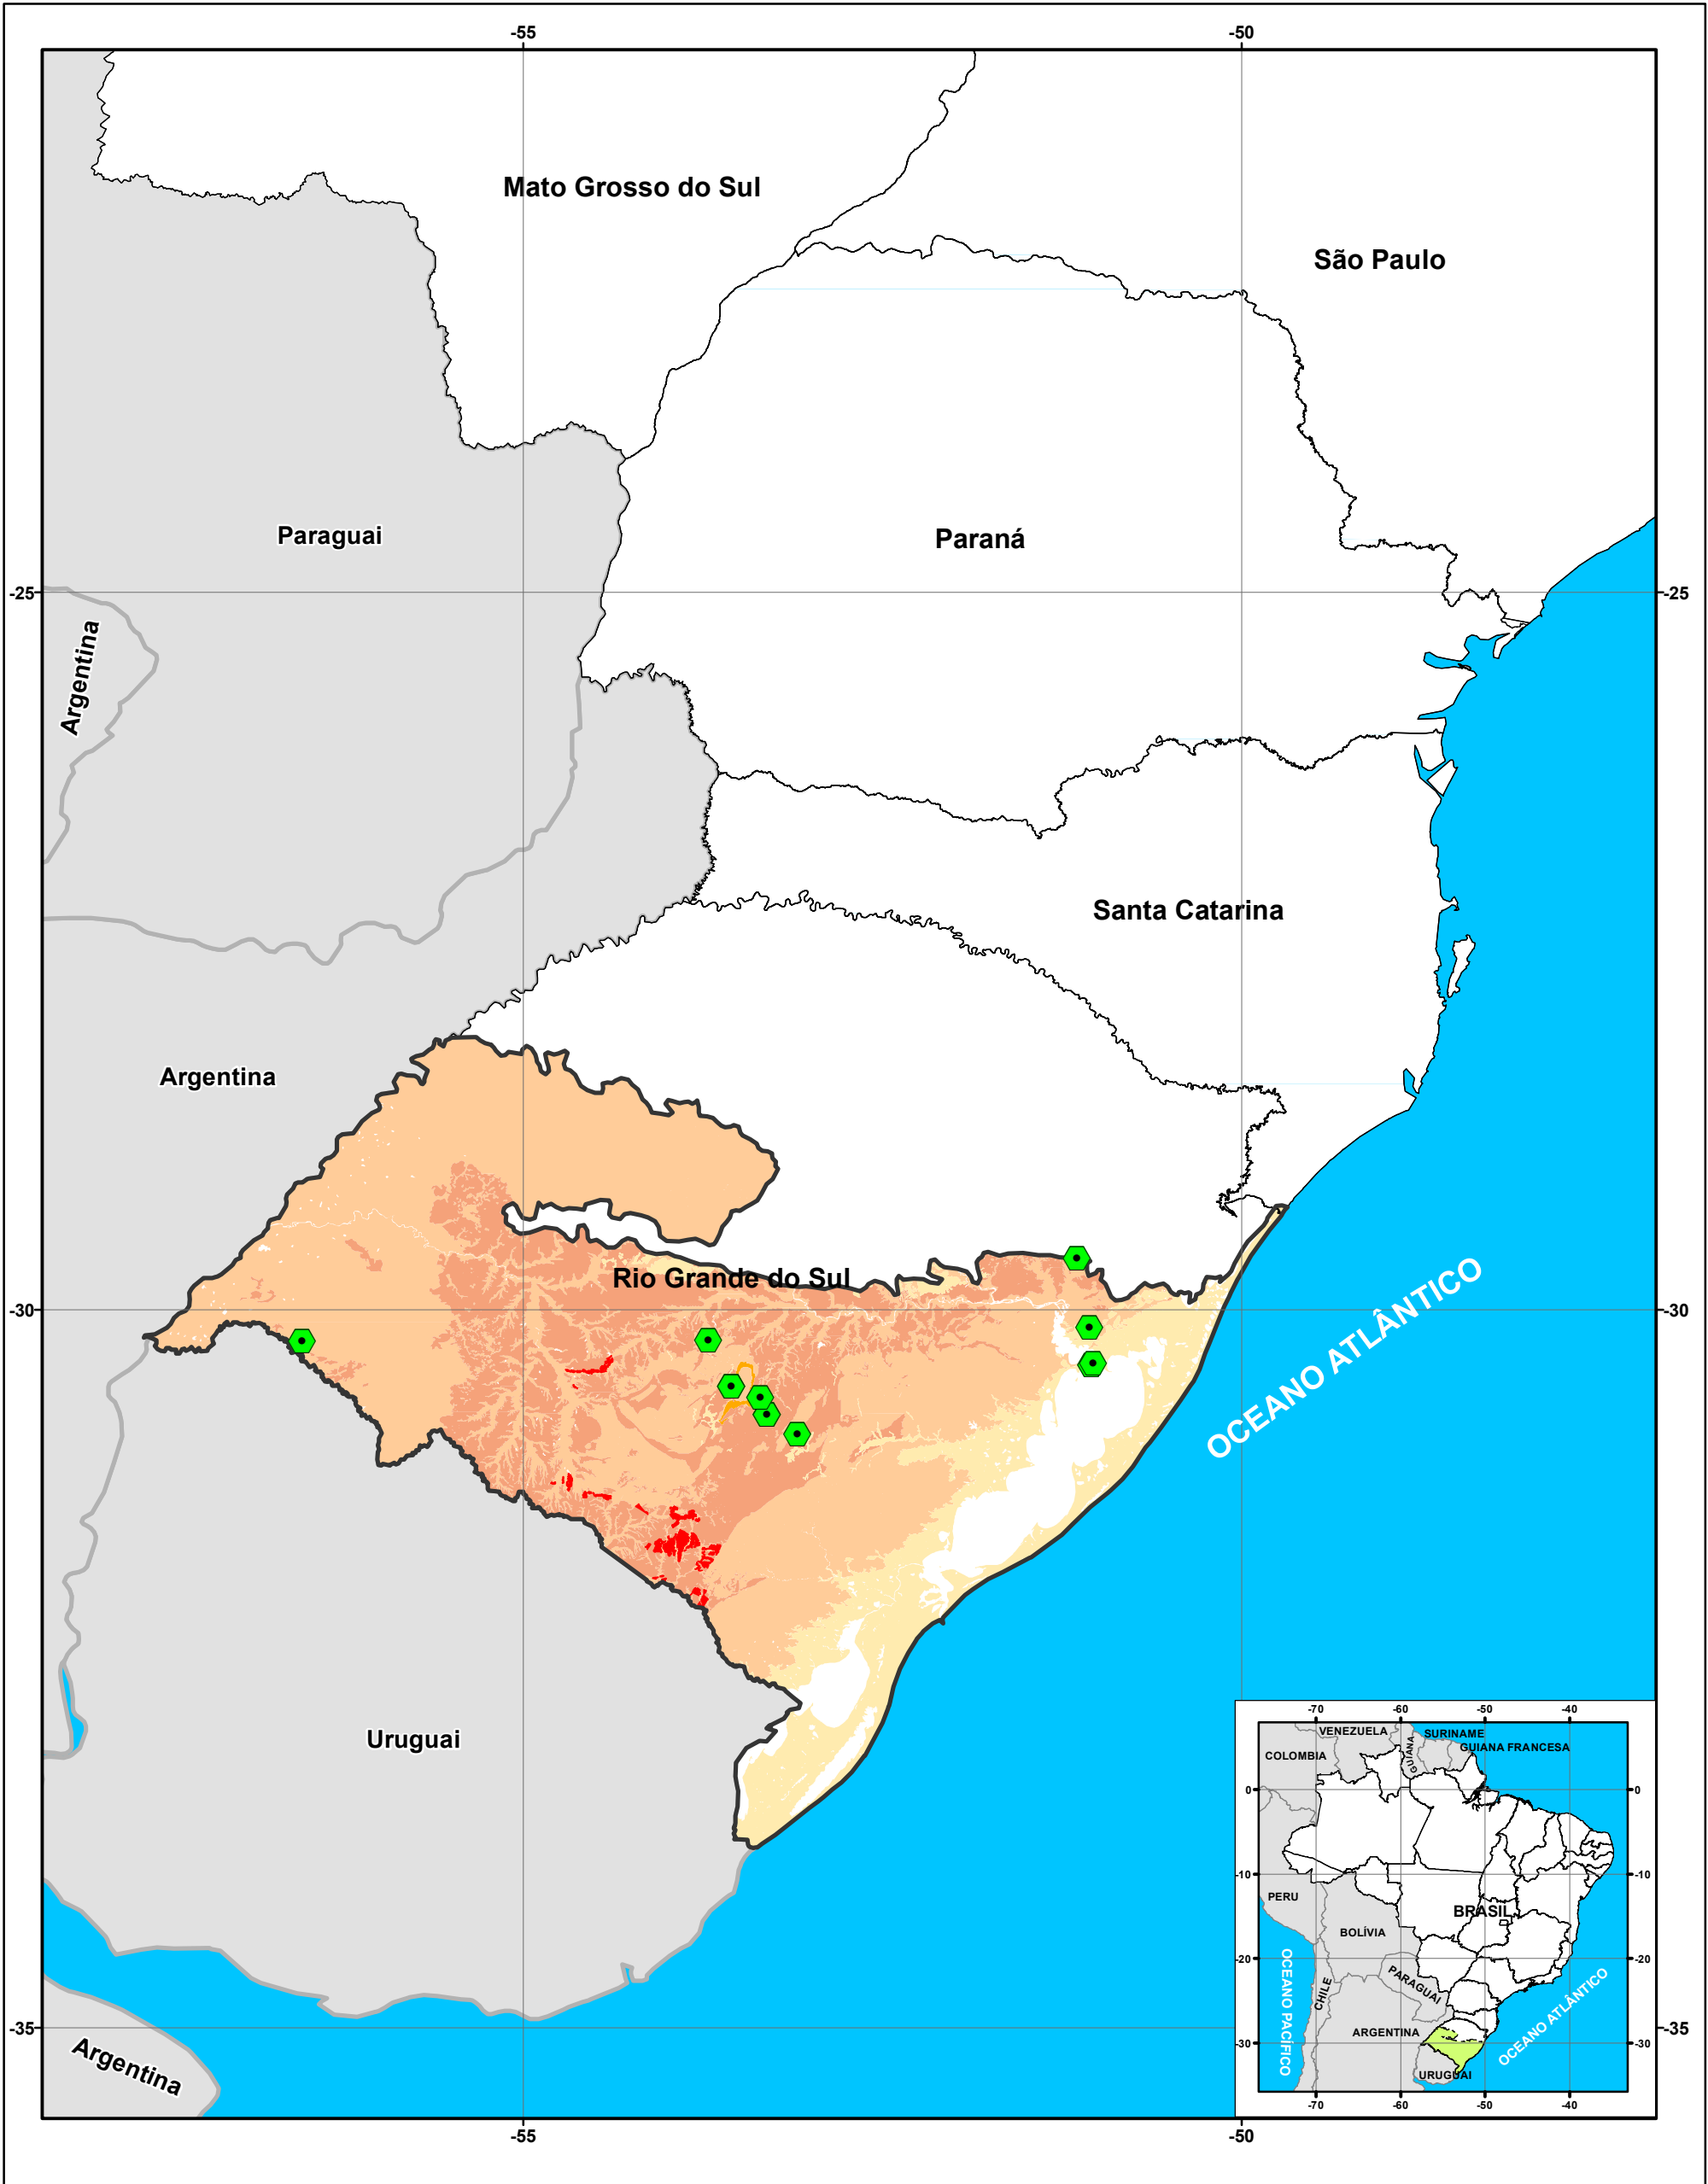 -55
-50
Mato Grosso do Sul
São Paulo
Paraguai
Paraná
-25
-25
Argentina
Santa Catarina
Argentina
Rio Grande do Sul
-30
-30
OCEANO ATLÂNTICO
Uruguai
-70
-60
-50
-40
VENEZUELA
SURINAME
GUIANA
GUIANA FRANCESA
COLOMBIA
0
0
-10
-10
PERU
BRASIL
BOLÍVIA
-20
-20
OCEANO PACÍFICO
CHILE
PARAGUAI
OCEANO ATLÂNTICO
ARGENTINA
-30
-30
URUGUAI
-70
-60
-50
-40
-35
-35
Argentina
-55
-50